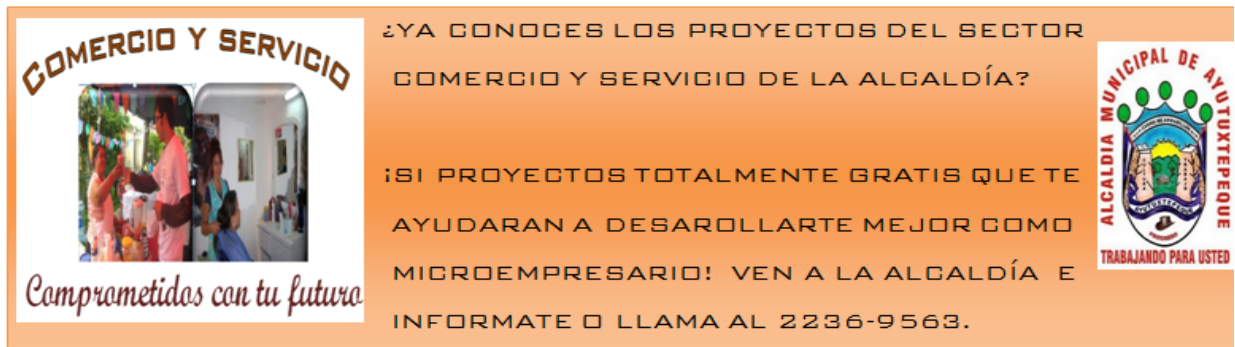 COMERCIO Y SERVICIO
Comprometidos con tu futuro
¿YA CONOCES LOS PROYECTOS DEL SECTOR
COMERCIO Y SERVICIO DE LA ALCALDÍA?
¡SI PROYECTOS TOTALMENTE GRATIS QUE TE
AYUDARAN A DESAROLLARTE MEJOR COMO
MICROEMPRESARIO! VEN A LA ALCALDÍA E
INFORMATE O LLAMA AL 2236-9563.
ALCALDIA MUNICIPAL DE AYUTUXTEPEQUE
TRABAJANDO PARA USTED